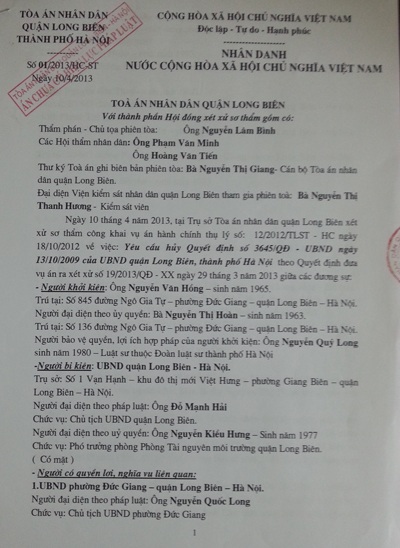 TOÀ ÁN NHÂN DÂN
QUẬN LONG BIÊN
THÀNH PHỐ HÀ NỘI
Số 01/2013/HC-ST
Ngày 10/4/2013
CỘNG HÒA XÃ HỘI CHỦ NGHĨA VIỆT NAM
Độc lập - Tự do - Hạnh phúc
NHÂN DANH
NƯỚC CỘNG HÒA XÃ HỘI CHỦ NGHĨA VIỆT NAM
TOÀ ÁN NHÂN DÂN QUẬN LONG BIÊN
Với thành phần Hội đồng xét xử sơ thẩm gồm có:
Thẩm phán - Chủ tọa phiên tòa: Ông Nguyễn Lâm Bình
Các Hội thẩm nhân dân: Ông Phạm Văn Minh
Ông Hoàng Văn Tiến
Thư ký Toà án ghi biên bản phiên tòa: Bà Nguyễn Thị Giang- Cán bộ Tòa án nhân
dân quận Long Biên.
Đại diện Viện kiểm sát nhân dân quận Long Biên tham gia phiên toà: Bà Nguyễn Thị
Thanh Hương - Kiểm sát viên
Ngày 10 tháng 4 năm 2013, tại Trụ sở Tòa án nhân dân quận Long Biên xét
xử sơ thẩm công khai vụ án hành chính thụ lý số: 12/2012/TLST - HC ngày
18/10/2012 về việc: Yêu cầu hủy Quyết định số 3645/QĐ - UBND ngày
13/10/2009 của UBND quận Long Biên, thành phố Hà Nội theo Quyết định đưa
vụ án ra xét xử số 19/2013/QĐ - XX ngày 29 tháng 3 năm 2013 giữa các đương sự:
- Người khởi kiện: Ông Nguyễn Văn Hồng – sinh năm 1965.
Trú tại: Số 845 đường Ngô Gia Tự – phường Đức Giang – quận Long Biên – Hà Nội.
Người đại diện theo ủy quyền: Bà Nguyễn Thị Hoàn – sinh năm 1963.
Trú tại: Số 136 đường Ngô Gia Tự – phường Đức Giang – quận Long Biên – Hà Nội.
Người bảo vệ quyền, lợi ích hợp pháp của người khởi kiện: Ông Nguyễn Quý Long
sinh năm 1980 – Luật sư thuộc Đoàn luật sư thành phố Hà Nội
-Người bị kiện: UBND quận Long Biên - Hà Nội.
Trụ sở: Số 1 Vạn Hạnh – khu đô thị mới Việt Hưng – phường Giang Biên – quận
Long Biên – Hà Nội.
Người đại diện theo pháp luật: Ông Đỗ Mạnh Hải
Chức vụ: Chủ tịch UBND quận Long Biên.
Người đại diện theo uỷ quyền: Ông Nguyễn Kiều Hưng – Sinh năm 1977
Chức vụ: Phó trưởng phòng Phòng Tài nguyên môi trường quận Long Biên.
( Có mặt )
- Người có quyền lợi, nghĩa vụ liên quan:
1.UBND phường Đức Giang – quận Long Biên – Hà Nội.
Người đại diện theo pháp luật: Ông Nguyễn Quốc Long
Chức vụ: Chủ tịch UBND phường Đức Giang
1